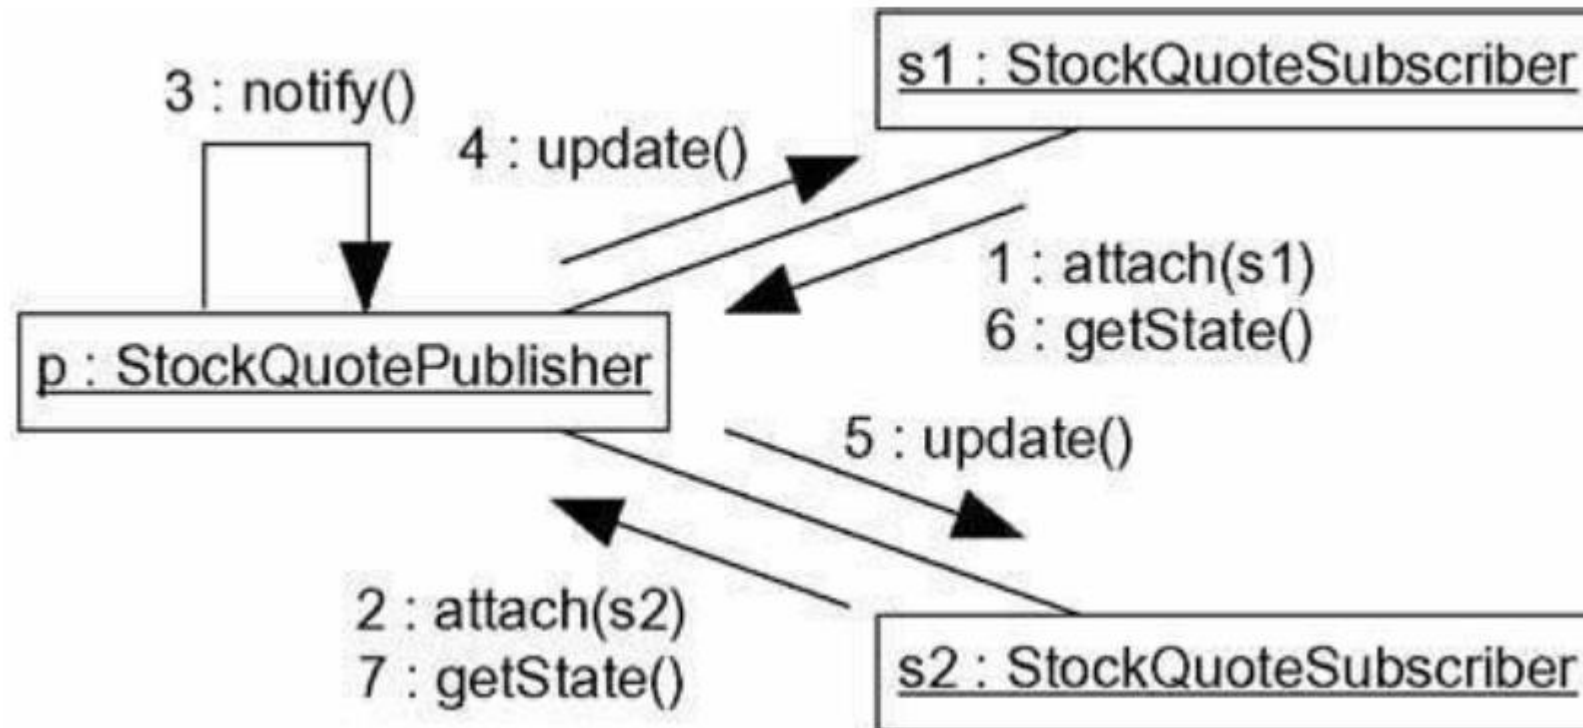 s1 : StockQuoteSubscriber
3 : notify()
4 : update()
1 : attach(s1)
6 : getState()
p : StockQuotePublisher
5 : update()
2 : attach(s2)
7 : getState()
s2 : StockQuoteSubscriber